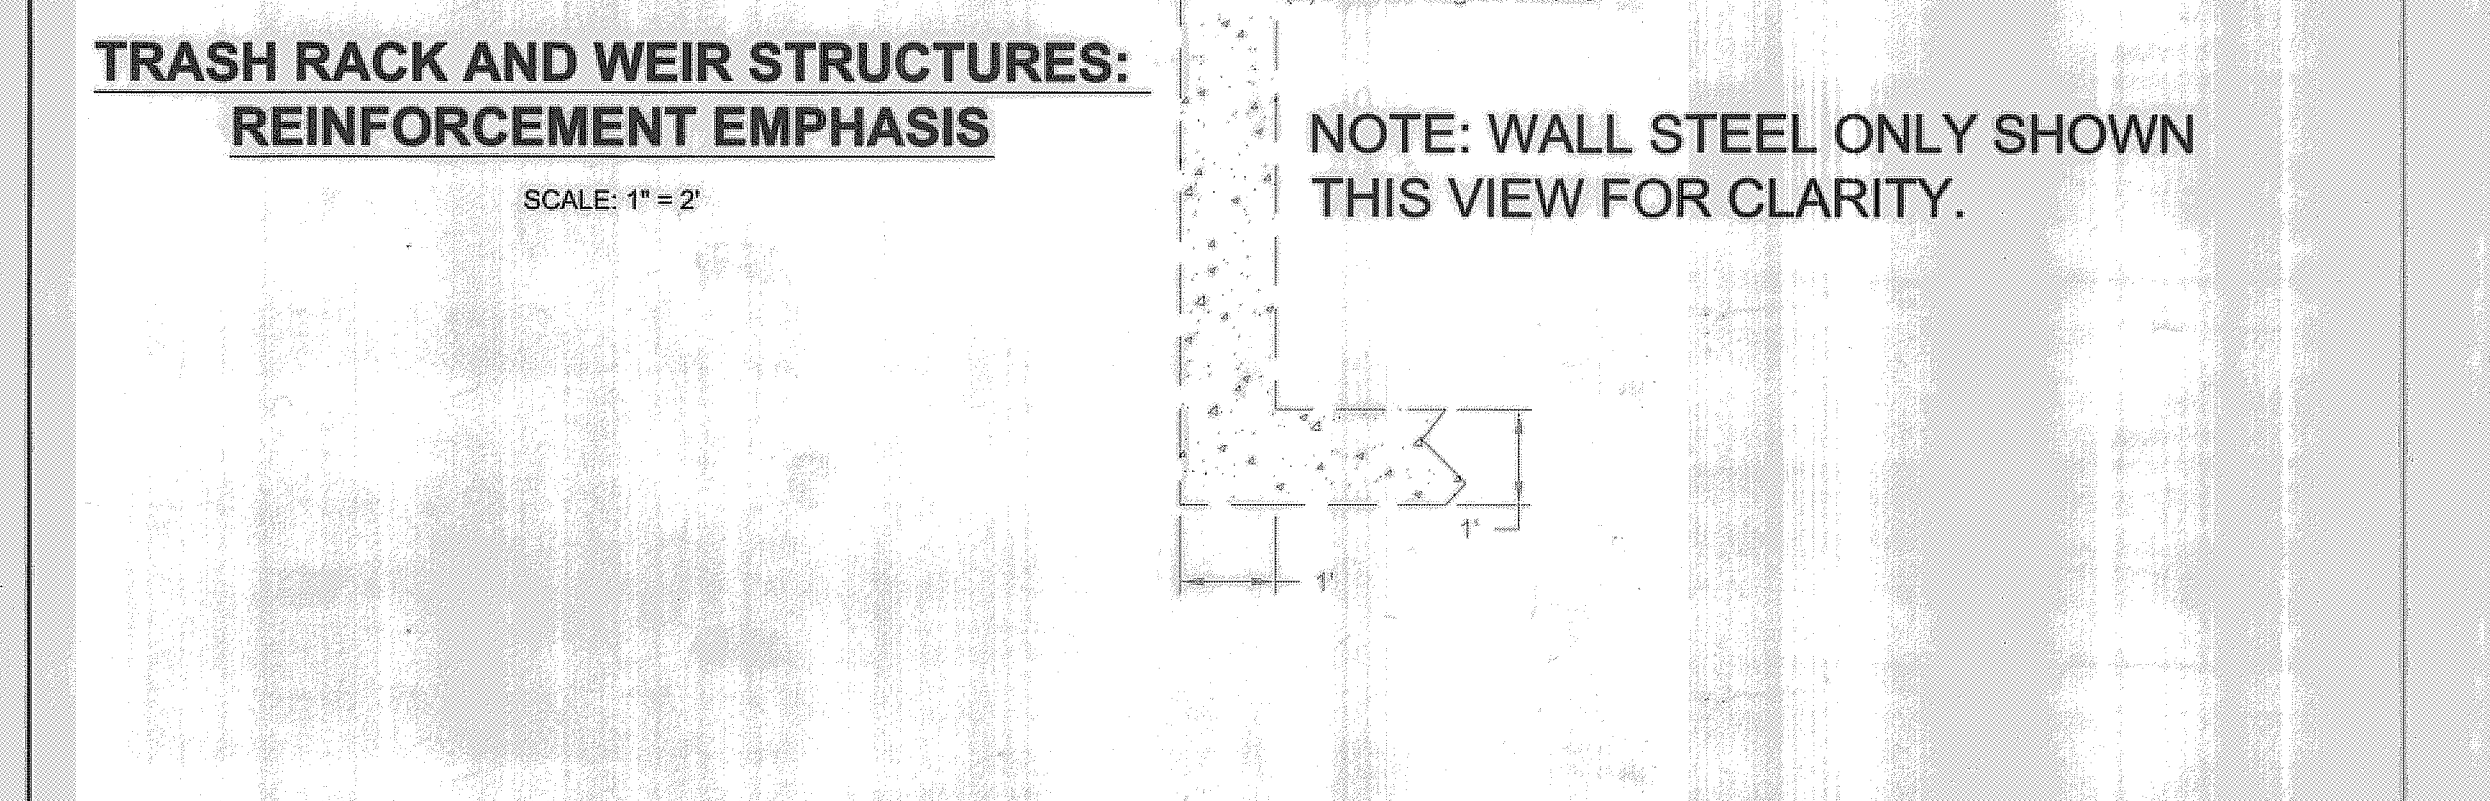 TRASH RACK AND WEIR STRUCTURES:
REINFORCEMENT EMPHASIS
SCALE: 1" = 2'
NOTE: WALL STEEL ONLY SHOWN
THIS VIEW FOR CLARITY.
1'
1'